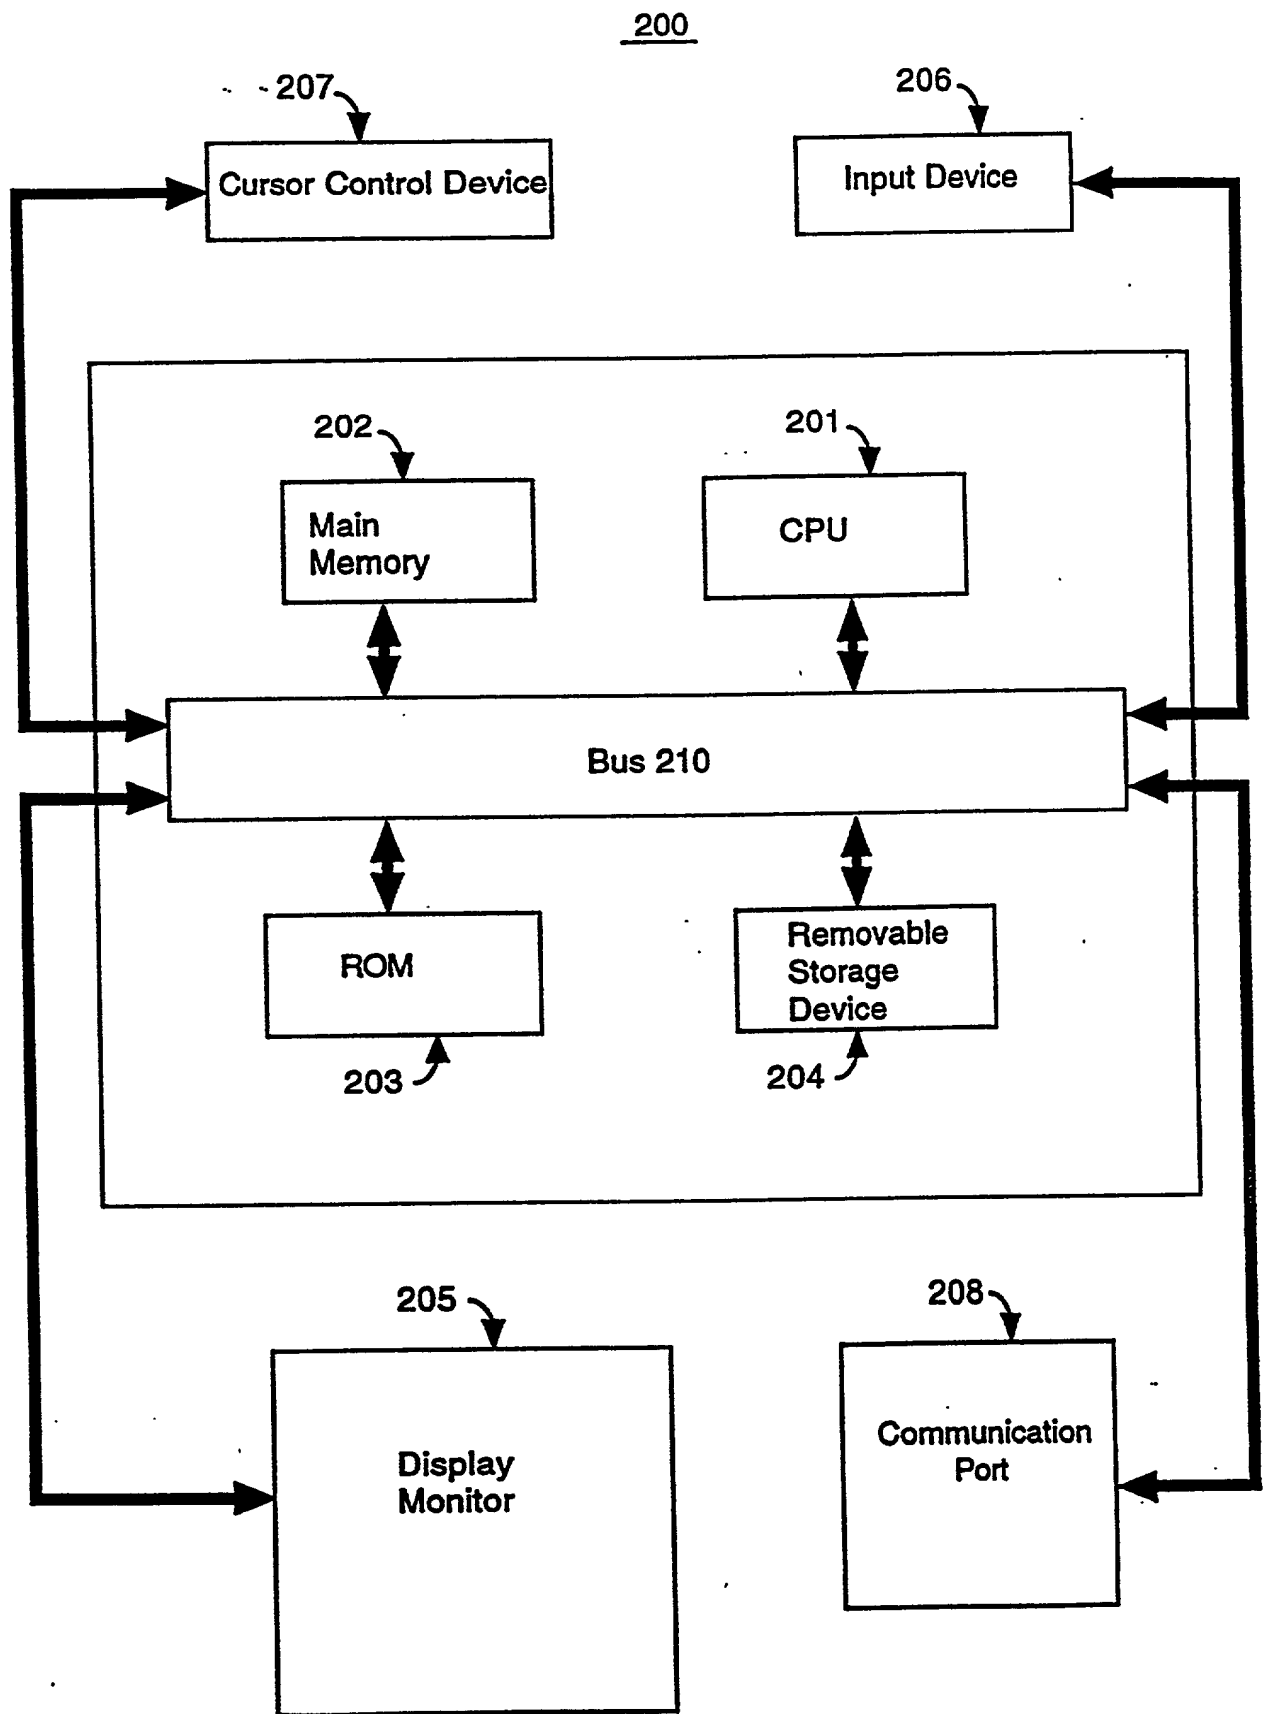 200
207
206
Cursor Control Device
Input Device
202
201
Main
Memory
CPU
Bus 210
ROM
Removable
Storage
Device
203
204
205
208
Display
Monitor
Communication
Port